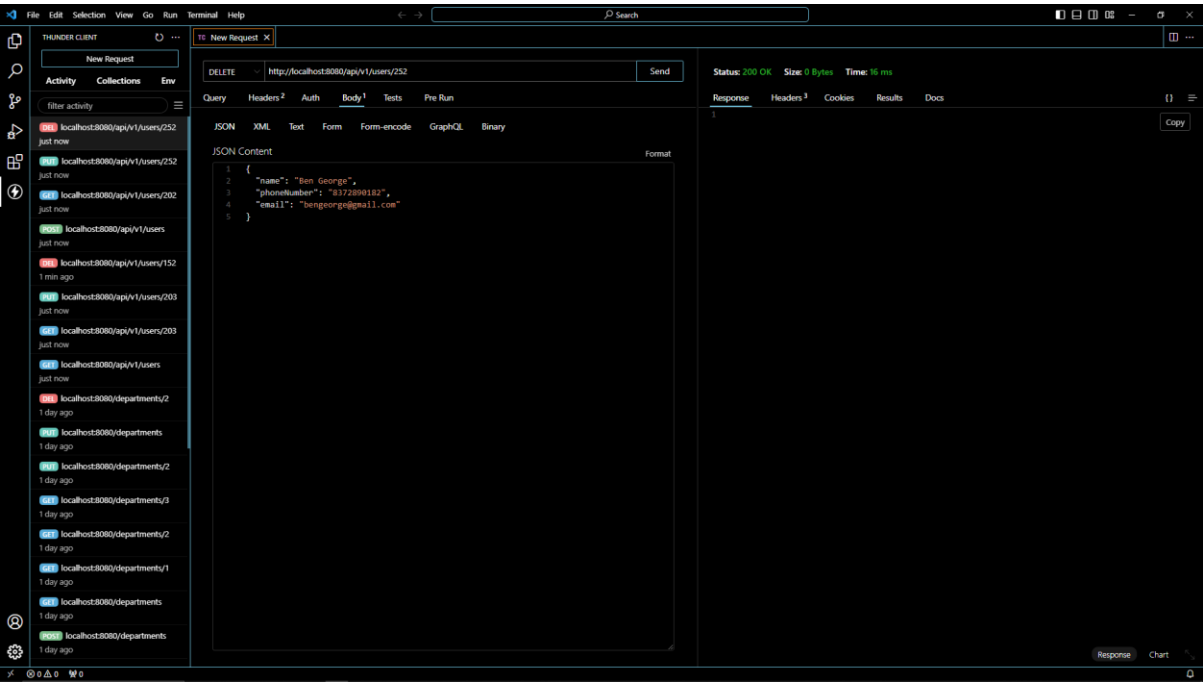 File Edit Selection View Go Run Terminal Help
Search
THUNDER CLIENT
New Request
Activity Collections Env
filter activity
DEL localhost:8080/api/v1/users/252
just now
PUT localhost:8080/api/v1/users/252
just now
GET localhost:8080/api/v1/users/202
just now
POST localhost:8080/api/v1/users
just now
DEL localhost:8080/api/v1/users/152
1 min ago
PUT localhost:8080/api/v1/users/203
just now
GET localhost:8080/api/v1/users/203
just now
GET localhost:8080/api/v1/users
just now
DEL localhost:8080/departments/2
1 day ago
PUT localhost:8080/departments
1 day ago
PUT localhost:8080/departments/2
1 day ago
GET localhost:8080/departments/3
1 day ago
GET localhost:8080/departments/2
1 day ago
GET localhost:8080/departments/1
1 day ago
GET localhost:8080/departments
1 day ago
POST localhost:8080/departments
1 day ago
TC New Request
DELETE http://localhost:8080/api/v1/users/252 Send
Query Headers 2 Auth Body 1 Tests Pre Run
JSON XML Text Form Form-encode GraphQL Binary
JSON Content Format
1 {
2 "name": "Ben George",
3 "phoneNumber": "8372890182",
4 "email": "bengeorge@gmail.com"
5 }
Status: 200 OK Size: 0 Bytes Time: 16 ms
Response Headers 3 Cookies Results Docs {}
1
Copy
Response Chart
0 0 0